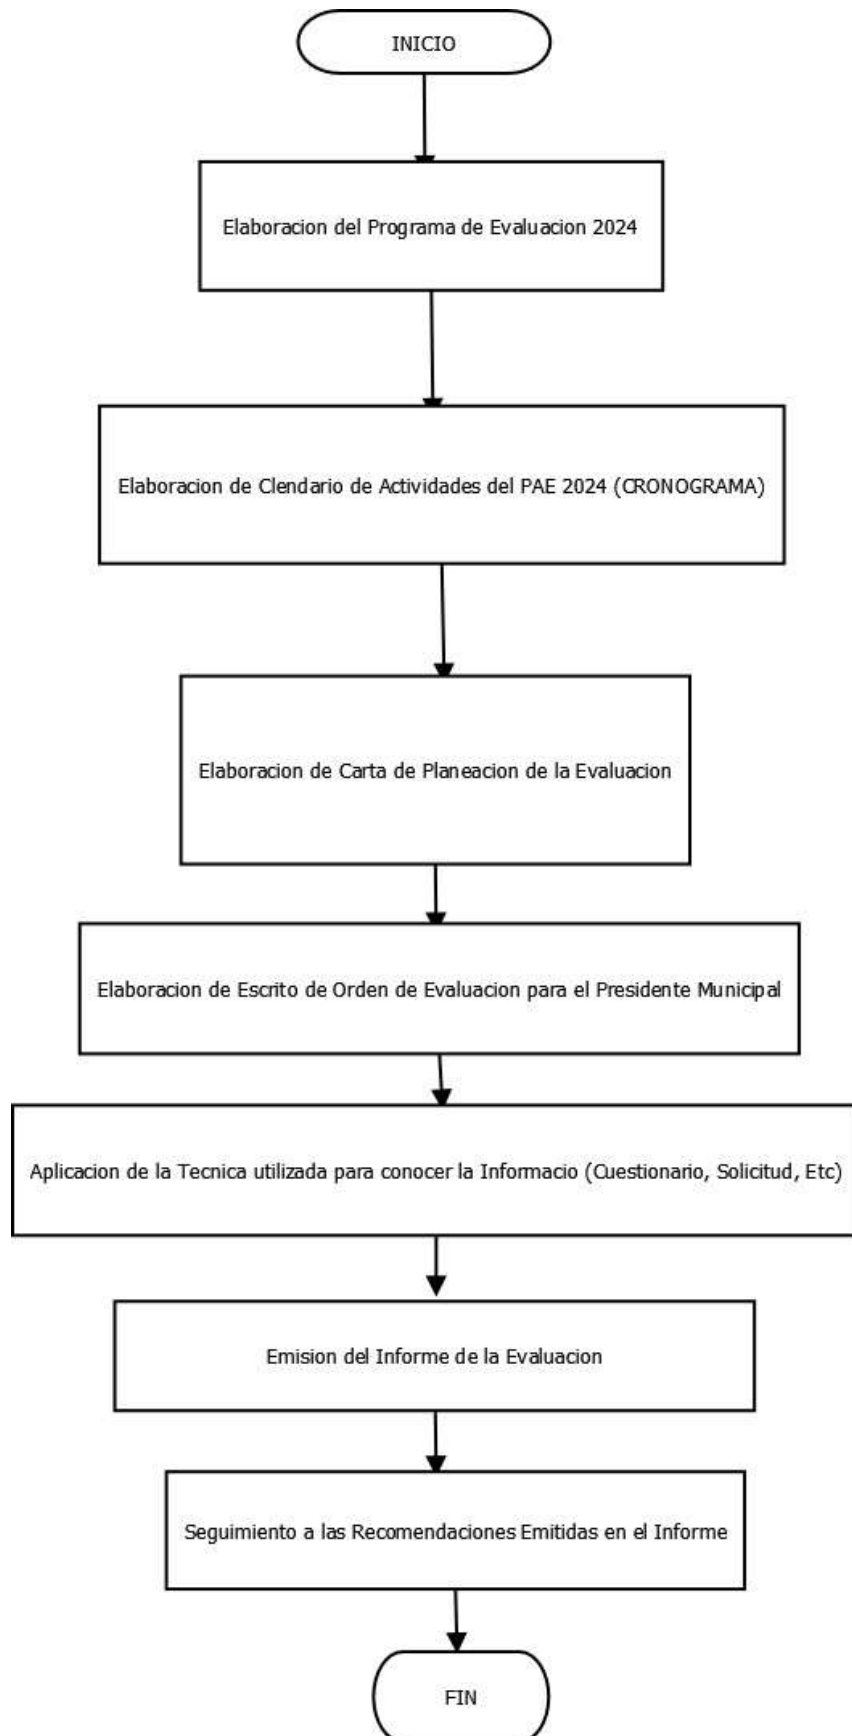 INICIO
Elaboracion del Programa de Evaluacion 2024
Elaboracion de Clendario de Actividades del PAE 2024 (CRONOGRAMA)
Elaboracion de Carta de Planeacion de la Evaluacion
Elaboracion de Escrito de Orden de Evaluacion para el Presidente Municipal
Aplicacion de la Tecnica utilizada para conocer la Informacio (Cuestionario, Solicitud, Etc)
Emision del Informe de la Evaluacion
Seguimiento a las Recomendaciones Emitidas en el Informe
FIN